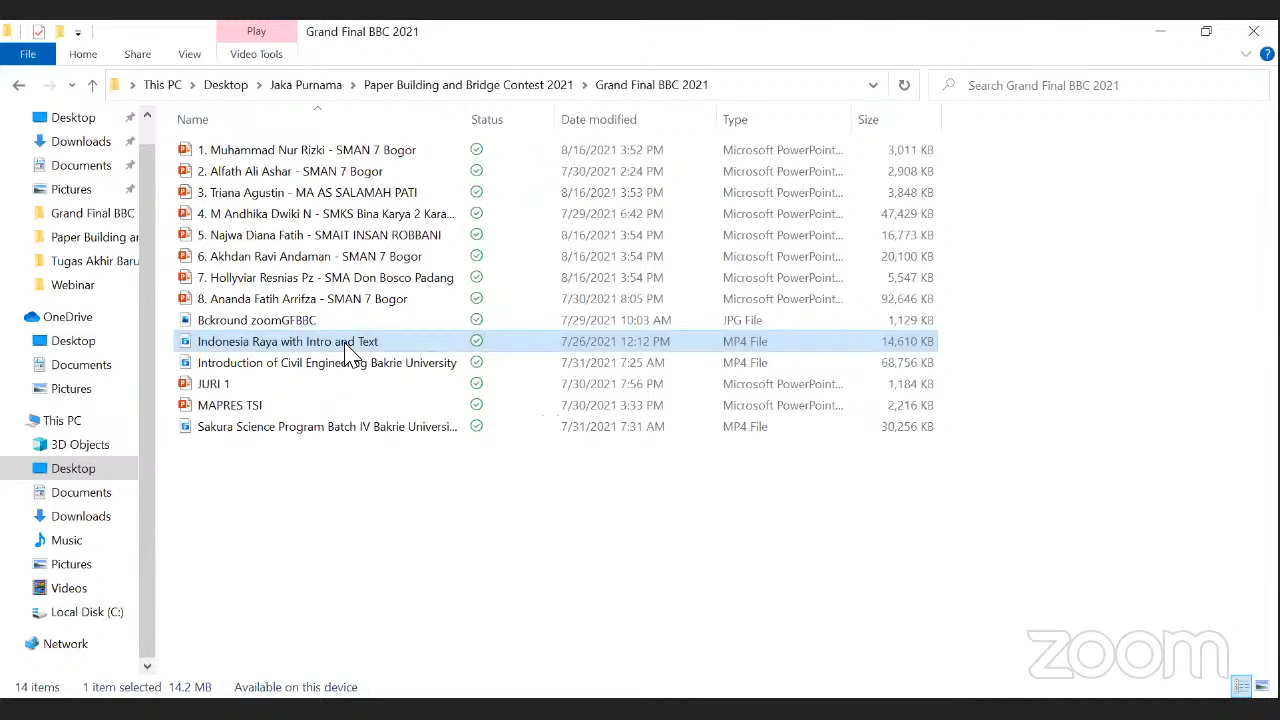 Play
Grand Final BBC 2021
File
Home
Share
View
Video Tools
This PC
Desktop
Jaka Purnama
Paper Building and Bridge Contest 2021
Grand Final BBC 2021
Search Grand Final BBC 2021
Name
Status
Date modified
Type
Size
1. Muhammad Nur Rizki - SMAN 7 Bogor 8/16/2021 3:52 PM Microsoft PowerPoint... 3,011 KB
2. Alfath Ali Ashar - SMAN 7 Bogor 7/30/2021 2:24 PM Microsoft PowerPoint... 2,908 KB
3. Triana Agustin - MA AS SALAMAH PATI 8/16/2021 3:53 PM Microsoft PowerPoint... 3,848 KB
4. M Andhika Dwiki N - SMKS Bina Karya 2 Kara... 7/29/2021 6:42 PM Microsoft PowerPoint... 47,429 KB
5. Najwa Diana Fatih - SMAIT INSAN ROBBANI 8/16/2021 3:54 PM Microsoft PowerPoint... 16,773 KB
6. Akhdan Ravi Andaman - SMAN 7 Bogor 8/16/2021 3:54 PM Microsoft PowerPoint... 20,100 KB
7. Hollyviar Resnias Pz - SMA Don Bosco Padang 8/16/2021 3:54 PM Microsoft PowerPoint... 5,547 KB
8. Ananda Fatih Arrifza - SMAN 7 Bogor 7/30/2021 8:05 PM Microsoft PowerPoint... 92,646 KB
Bckround zoomGFBBC 7/29/2021 10:03 AM JPG File 1,129 KB
Indonesia Raya with Intro and Text 7/26/2021 12:12 PM MP4 File 14,610 KB
Introduction of Civil Engineering Bakrie University 7/31/2021 7:25 AM MP4 File 68,756 KB
JURI 1 7/30/2021 7:56 PM Microsoft PowerPoint... 1,184 KB
MAPRES TSI 7/30/2021 3:33 PM Microsoft PowerPoint... 2,216 KB
Sakura Science Program Batch IV Bakrie Universi... 7/31/2021 7:31 AM MP4 File 30,256 KB
Desktop
Downloads
Documents
Pictures
Grand Final BBC
Paper Building ar
Tugas Akhir Baru
Webinar
OneDrive
Desktop
Documents
Pictures
This PC
3D Objects
Desktop
Documents
Downloads
Music
Pictures
Videos
Local Disk (C:)
Network
14 items
1 item selected 14.2 MB
Available on this device
zoom